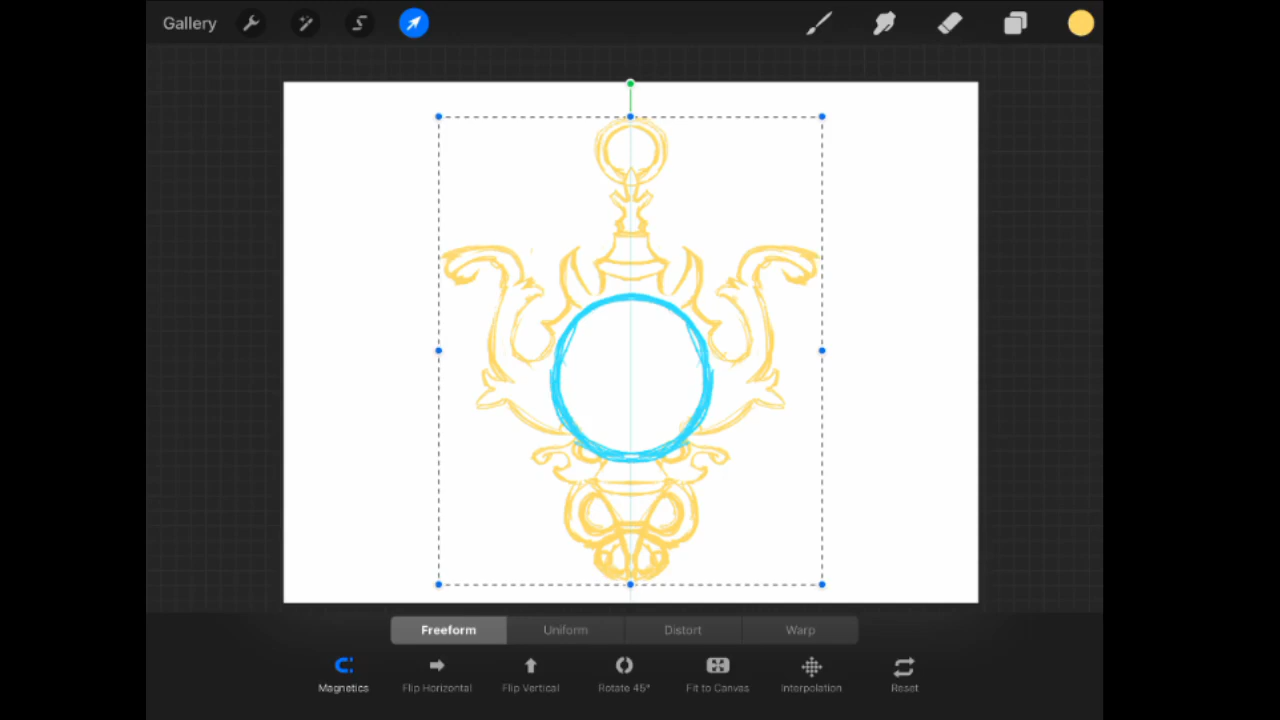 Gallery
Freeform Uniform Distort Warp
Magnetics Flip Horizontal Flip Vertical Rotate 45° Fit to Canvas Interpolation Reset